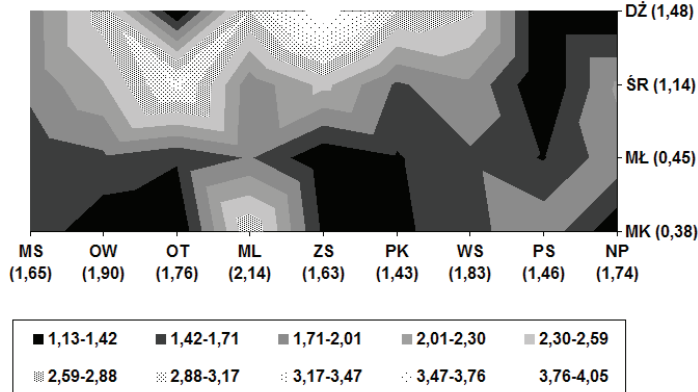 DŹ (1,48)
ŚR (1,14)
MŁ (0,45)
MK (0,38)
MS OW OT ML ZS PK WS PS NP
(1,65) (1,90) (1,76) (2,14) (1,63) (1,43) (1,83) (1,46) (1,74)
1,13-1,42 1,42-1,71 1,71-2,01 2,01-2,30 2,30-2,59
2,59-2,88 2,88-3,17 3,17-3,47 3,47-3,76 3,76-4,05